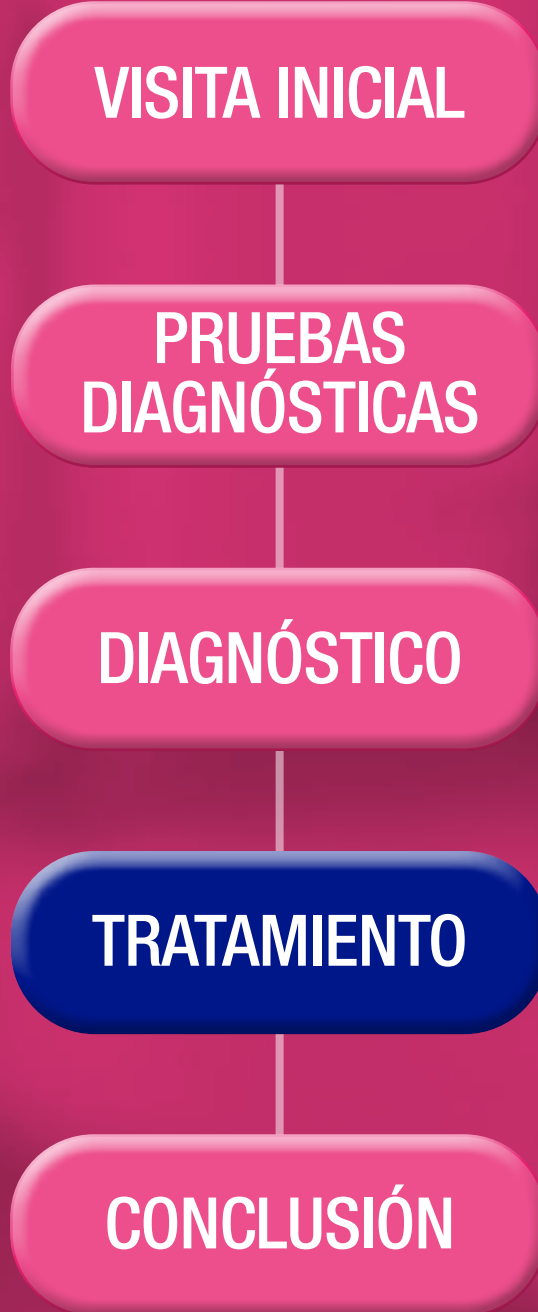 VISITA INICIAL
PRUEBAS
DIAGNÓSTICAS
DIAGNÓSTICO
TRATAMIENTO
CONCLUSIÓN